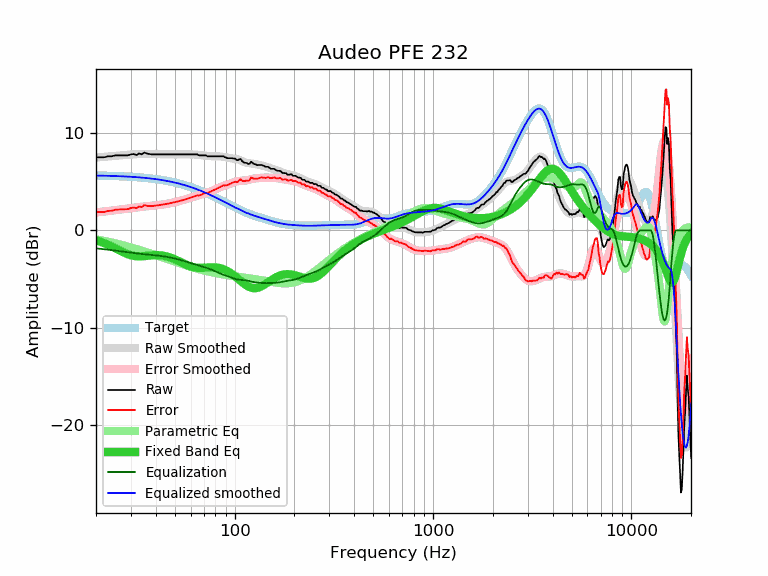 Audeo PFE 232
Amplitude (dBr)
10
0
−10
−20
Target
Raw Smoothed
Error Smoothed
Raw
Error
Parametric Eq
Fixed Band Eq
Equalization
Equalized smoothed
100
1000
10000
Frequency (Hz)